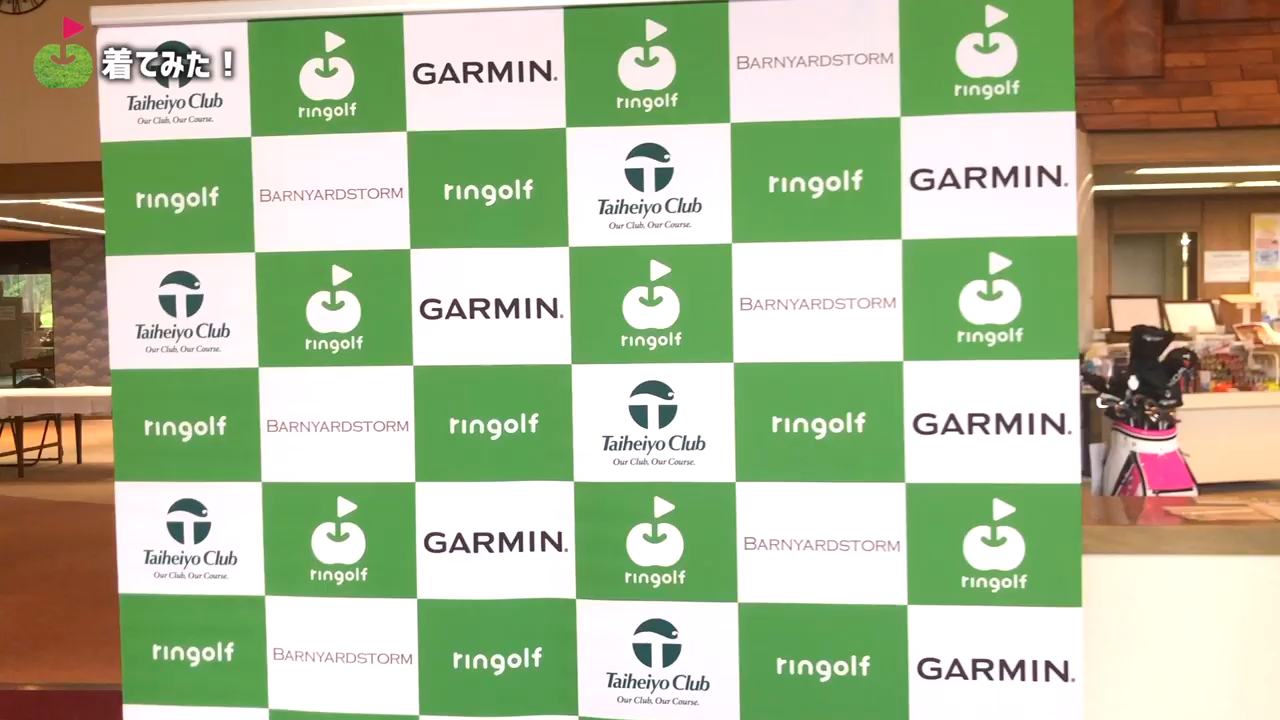 着てみた！
Taiheiyo Club
Our Club, Our Course.
ringolf
GARMIN.
ringolf
BARNYARDSTORM
ringolf
ringolf
BARNYARDSTORM
ringolf
Taiheiyo Club
Our Club, Our Course.
ringolf
GARMIN.
Taiheiyo Club
Our Club, Our Course.
ringolf
GARMIN.
ringolf
BARNYARDSTORM
ringolf
ringolf
BARNYARDSTORM
ringolf
Taiheiyo Club
Our Club, Our Course.
ringolf
GARMIN.
Taiheiyo Club
Our Club, Our Course.
ringolf
GARMIN.
ringolf
BARNYARDSTORM
ringolf
ringolf
BARNYARDSTORM
ringolf
Taiheiyo Club
Our Club, Our Course.
ringolf
GARMIN.